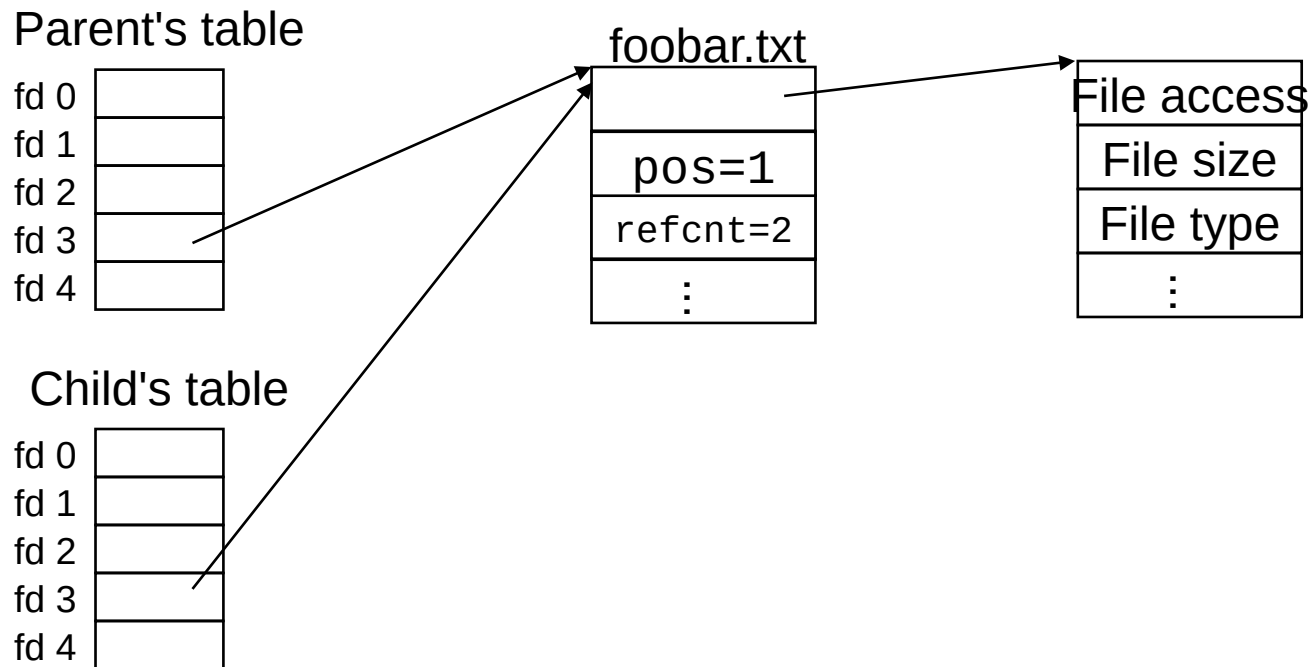 Parent's table
fd 0
fd 1
fd 2
fd 3
fd 4
foobar.txt
pos=1
refcnt=2
⋮
File access
File size
File type
⋮
Child's table
fd 0
fd 1
fd 2
fd 3
fd 4